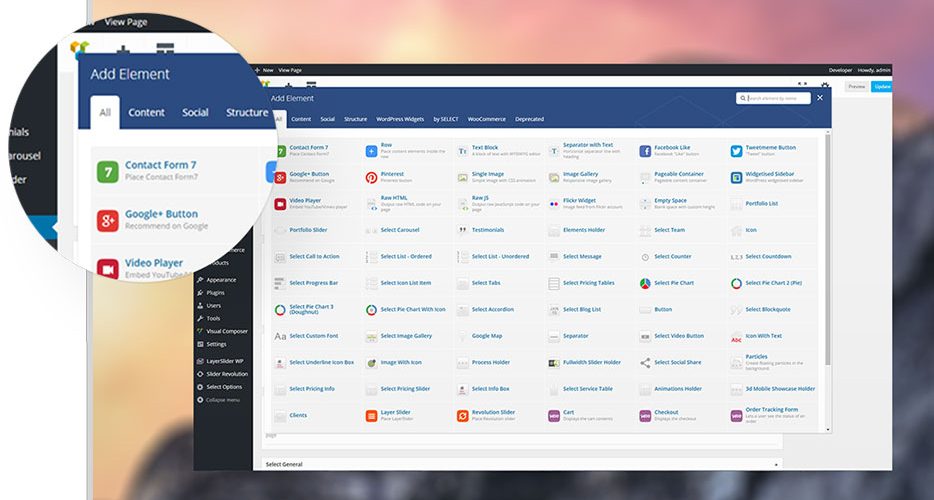 View Page
Add Element
All
Content
Social
Structure
Contact Form 7
Place Contact Form7
Google+ Button
Recommend on Google
Video Player
Embed YouTube/
New
View Page
Developer
Howdy, admin
Preview
Update
Add Element
Search element by name
All
Content
Social
Structure
WordPress Widgets
by SELECT
WooCommerce
Deprecated
Contact Form 7
Place Contact Form7
Row
Place content elements inside the row
Text Block
A block of text with WYSIWYG editor
Separator with Text
Horizontal separator line with heading
Facebook Like
Facebook "Like" button
Tweetmeme Button
"Tweet" button
Google+ Button
Recommend on Google
Pinterest
Pinterest button
Single Image
Simple image with CSS animation
Image Gallery
Responsive image gallery
Pageable Container
Pageable content container
Widgetised Sidebar
WordPress widgetised sidebar
Video Player
Embed YouTube/Vimeo player
Raw HTML
Output raw HTML code on your page
Raw JS
Output raw JavaScript code on your page
Flickr Widget
Image feed from flickr account
Empty Space
Blank space with custom height
Portfolio List
Portfolio Slider
Select Carousel
Testimonials
Elements Holder
Select Team
Icon
Select Call to Action
Select List - Ordered
Select List - Unordered
Select Message
Select Counter
1,2,3
Select Countdown
Select Progress Bar
Select Icon List Item
Select Tabs
Select Pricing Tables
Select Pie Chart
Select Pie Chart 2 (Pie)
Select Pie Chart 3
(Doughnut)
Select Pie Chart With Icon
Select Accordion
Select Blog List
Button
Select Blockquote
Aa
Select Custom Font
Select Image Gallery
Google Map
Separator
Select Video Button
Abc
Icon With Text
Select Underline Icon Box
Image With Icon
Process Holder
Fullwidth Slider Holder
Select Social Share
Particles
Create floating particles in the background.
Select Pricing Info
Select Pricing Slider
Select Info Box
Select Service Table
Animations Holder
3d Mobile Showcase Holder
Clients
Layer Slider
Place LayerSlider
Revolution Slider
Place Revolution slider
Cart
Displays the cart contents
Checkout
Displays the checkout
Order Tracking Form
Lets a user see the status of an order
Appearance
Plugins
Users
Tools
Visual Composer
Settings
LayerSlider WP
Slider Revolution
Select Options
Collapse menu
page
Select General